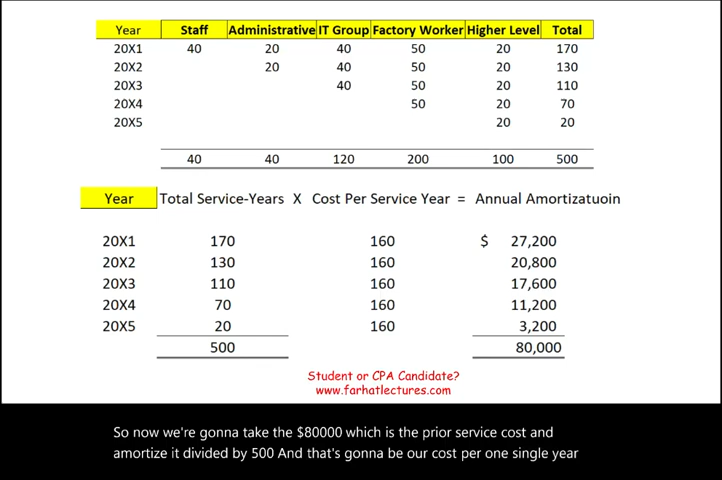 Year Staff Administrative IT Group Factory Worker Higher Level Total
20X1 40 20 40 50 20 170
20X2 20 40 50 20 130
20X3 40 50 20 110
20X4 50 20 70
20X5 20 20
40 40 120 200 100 500
Year Total Service-Years X Cost Per Service Year = Annual Amortizatuoin
20X1 170 160 $ 27,200
20X2 130 160 20,800
20X3 110 160 17,600
20X4 70 160 11,200
20X5 20 160 3,200
500 80,000
Student or CPA Candidate?
www.farhatlectures.com
So now we're gonna take the $80000 which is the prior service cost and
amortize it divided by 500 And that's gonna be our cost per one single year